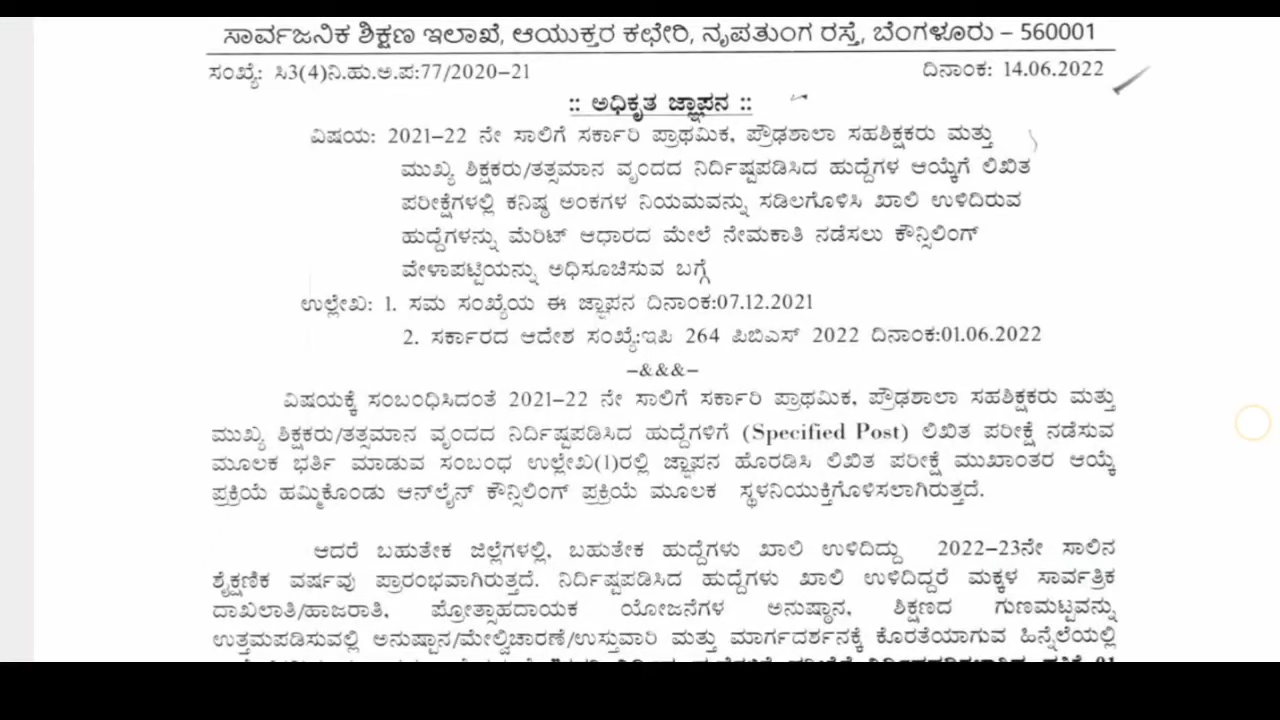 ಸಾರ್ವಜನಿಕ ಶಿಕ್ಷಣ ಇಲಾಖೆ, ಆಯುಕ್ತರ ಕಛೇರಿ, ನೃಪತುಂಗ ರಸ್ತೆ, ಬೆಂಗಳೂರು – 560001
ಸಂಖ್ಯೆ: ಸಿ3(4)ನಿ.ಹು.ಅ.ಪ:77/2020-21 ದಿನಾಂಕ: 14.06.2022
:: ಅಧಿಕೃತ ಜ್ಞಾಪನ ::
ವಿಷಯ: 2021-22 ನೇ ಸಾಲಿಗೆ ಸರ್ಕಾರಿ ಪ್ರಾಥಮಿಕ, ಪ್ರೌಢಶಾಲಾ ಸಹಶಿಕ್ಷಕರು ಮತ್ತು
ಮುಖ್ಯ ಶಿಕ್ಷಕರು/ತತ್ಸಮಾನ ವೃಂದದ ನಿರ್ದಿಷ್ಟಪಡಿಸಿದ ಹುದ್ದೆಗಳ ಆಯ್ಕೆಗೆ ಲಿಖಿತ
ಪರೀಕ್ಷೆಗಳಲ್ಲಿ ಕನಿಷ್ಠ ಅಂಕಗಳ ನಿಯಮವನ್ನು ಸಡಿಲಗೊಳಿಸಿ ಖಾಲಿ ಉಳಿದಿರುವ
ಹುದ್ದೆಗಳನ್ನು ಮೆರಿಟ್ ಆಧಾರದ ಮೇಲೆ ನೇಮಕಾತಿ ನಡೆಸಲು ಕೌನ್ಸಿಲಿಂಗ್
ವೇಳಾಪಟ್ಟಿಯನ್ನು ಅಧಿಸೂಚಿಸುವ ಬಗ್ಗೆ
ಉಲ್ಲೇಖ: 1. ಸಮ ಸಂಖ್ಯೆಯ ಈ ಜ್ಞಾಪನ ದಿನಾಂಕ:07.12.2021
2. ಸರ್ಕಾರದ ಆದೇಶ ಸಂಖ್ಯೆ:ಇಪಿ 264 ಪಿಬಿಎಸ್ 2022 ದಿನಾಂಕ:01.06.2022
-&&&-
ವಿಷಯಕ್ಕೆ ಸಂಬಂಧಿಸಿದಂತೆ 2021-22 ನೇ ಸಾಲಿಗೆ ಸರ್ಕಾರಿ ಪ್ರಾಥಮಿಕ, ಪ್ರೌಢಶಾಲಾ ಸಹಶಿಕ್ಷಕರು ಮತ್ತು
ಮುಖ್ಯ ಶಿಕ್ಷಕರು/ತತ್ಸಮಾನ ವೃಂದದ ನಿರ್ದಿಷ್ಟಪಡಿಸಿದ ಹುದ್ದೆಗಳಿಗೆ (Specified Post) ಲಿಖಿತ ಪರೀಕ್ಷೆ ನಡೆಸುವ
ಮೂಲಕ ಭರ್ತಿ ಮಾಡುವ ಸಂಬಂಧ ಉಲ್ಲೇಖ(1)ರಲ್ಲಿ ಜ್ಞಾಪನ ಹೊರಡಿಸಿ ಲಿಖಿತ ಪರೀಕ್ಷೆ ಮುಖಾಂತರ ಆಯ್ಕೆ
ಪ್ರಕ್ರಿಯೆ ಹಮ್ಮಿಕೊಂಡು ಆನ್‌ಲೈನ್ ಕೌನ್ಸಿಲಿಂಗ್ ಪ್ರಕ್ರಿಯೆ ಮೂಲಕ ಸ್ಥಳನಿಯುಕ್ತಿಗೊಳಿಸಲಾಗಿರುತ್ತದೆ.
ಆದರೆ ಬಹುತೇಕ ಜಿಲ್ಲೆಗಳಲ್ಲಿ, ಬಹುತೇಕ ಹುದ್ದೆಗಳು ಖಾಲಿ ಉಳಿದಿದ್ದು 2022-23ನೇ ಸಾಲಿನ
ಶೈಕ್ಷಣಿಕ ವರ್ಷವು ಪ್ರಾರಂಭವಾಗಿರುತ್ತದೆ. ನಿರ್ದಿಷ್ಟಪಡಿಸಿದ ಹುದ್ದೆಗಳು ಖಾಲಿ ಉಳಿದಿದ್ದರೆ ಮಕ್ಕಳ ಸಾರ್ವತ್ರಿಕ
ದಾಖಲಾತಿ/ಹಾಜರಾತಿ, ಪ್ರೋತ್ಸಾಹದಾಯಕ ಯೋಜನೆಗಳ ಅನುಷ್ಠಾನ, ಶಿಕ್ಷಣದ ಗುಣಮಟ್ಟವನ್ನು
ಉತ್ತಮಪಡಿಸುವಲ್ಲಿ ಅನುಷ್ಠಾನ/ಮೇಲ್ವಿಚಾರಣೆ/ಉಸ್ತುವಾರಿ ಮತ್ತು ಮಾರ್ಗದರ್ಶನಕ್ಕೆ ಕೊರತೆಯಾಗುವ ಹಿನ್ನೆಲೆಯಲ್ಲಿ